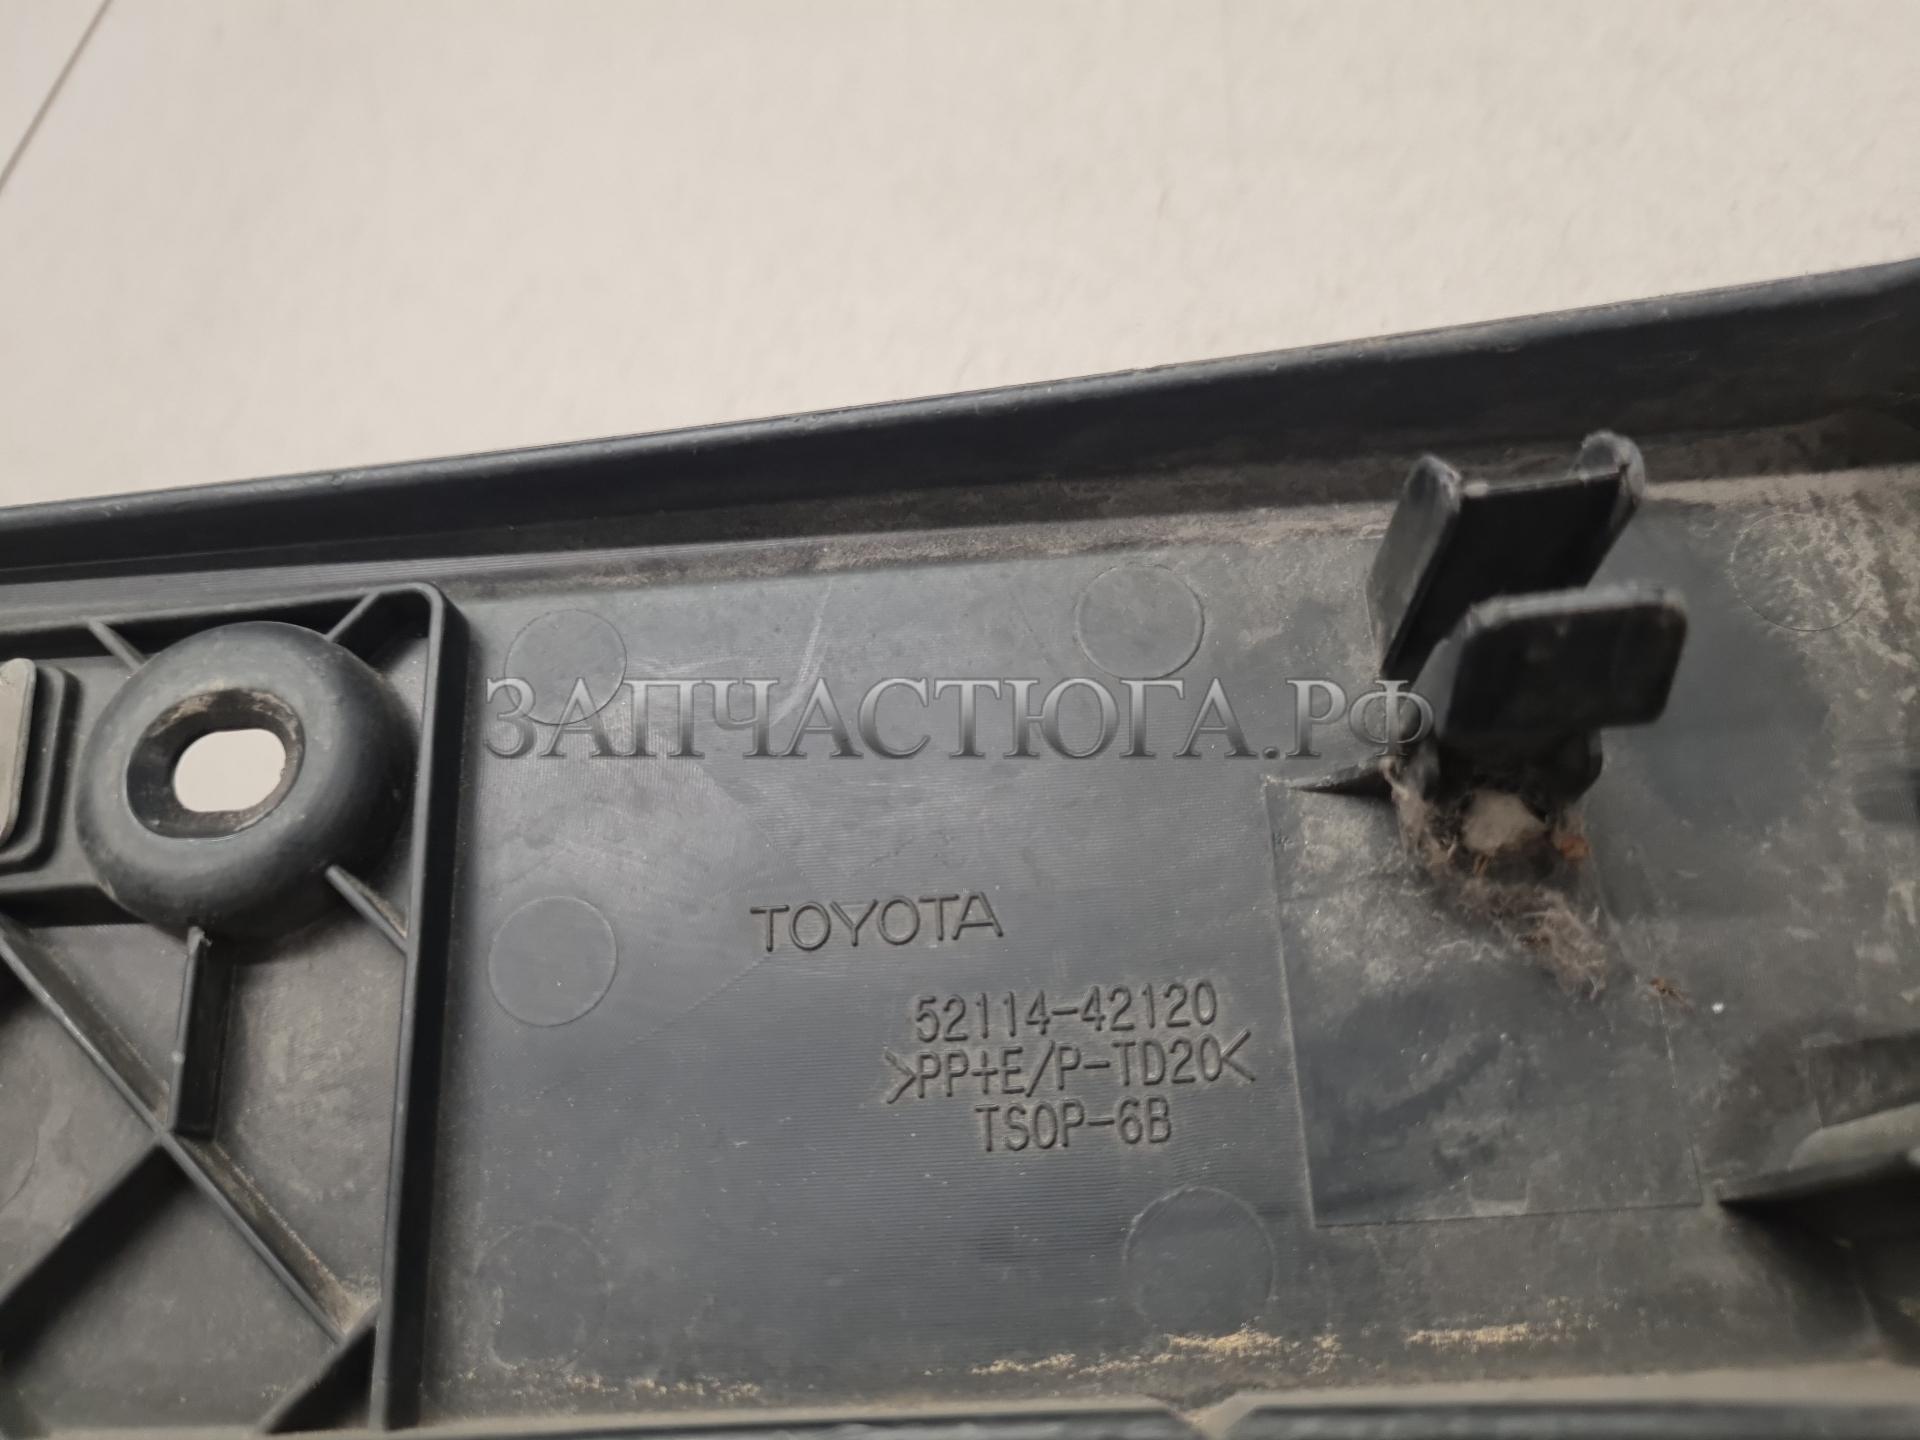 ЗАПЧАСТЮГА.РФ
TOYOTA
52114-42120
>PP+E/P-TD20<
TSOP-6B